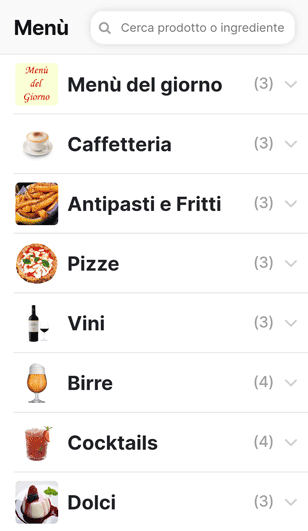 Menù
Cerca prodotto o ingrediente
Menù
del
Giorno
Menù del giorno
(3)
Caffetteria
(3)
Antipasti e Fritti
(3)
Pizze
(3)
Vini
(3)
Birre
(4)
Cocktails
(4)
Dolci
(3)